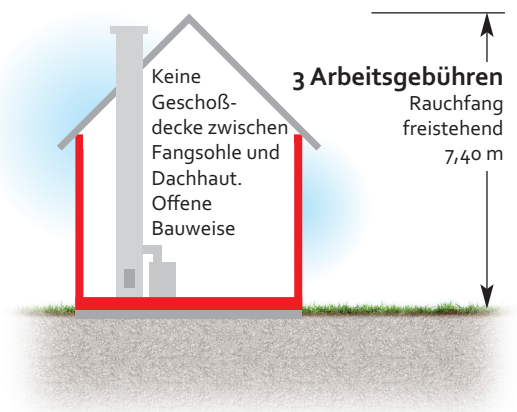 Keine
Geschoß-
decke zwischen
Fangsohle und
Dachhaut.
Offene
Bauweise
3 Arbeitsgebühren
Rauchfang
freistehend
7,40 m